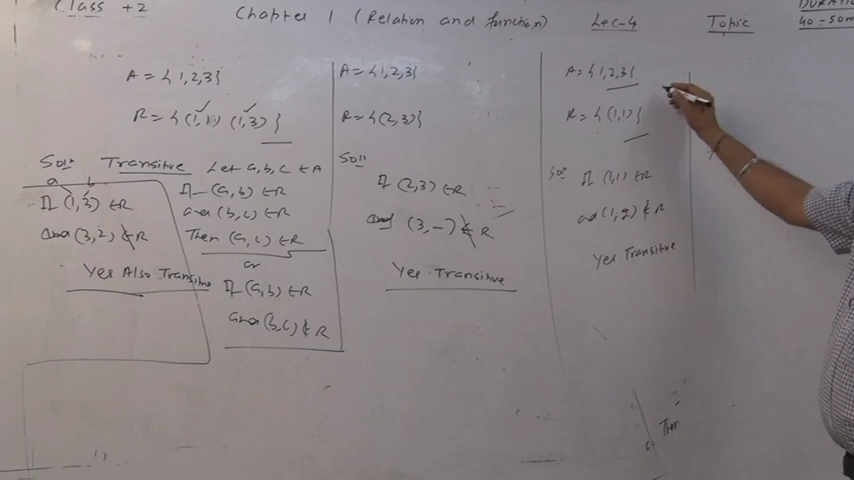 Class +2 Chapter 1 (Relation and function) Lec-4 Topic
40-50m
A = {1,2,3}
R = {(1,1) (1,3)}
Soln Transitive Let a,b,c ∈ A
a b
If (1,3) ∈ R
and (3,2) ∉ R
Yes Also Transitive
If (a,b) ∈ R
and (b,c) ∈ R
Then (a,c) ∈ R
or
If (a,b) ∈ R
and (b,c) ∉ R
A = {1,2,3}
R = {(2,3}
Soln
If (2,3) ∈ R
and (3,–) ∉ R
Yes Transitive
A = {1,2,3}
R = {(1,1)}
Soln If (1,1) ∈ R
and (1,2) ∉ R
Yes Transitive
Then